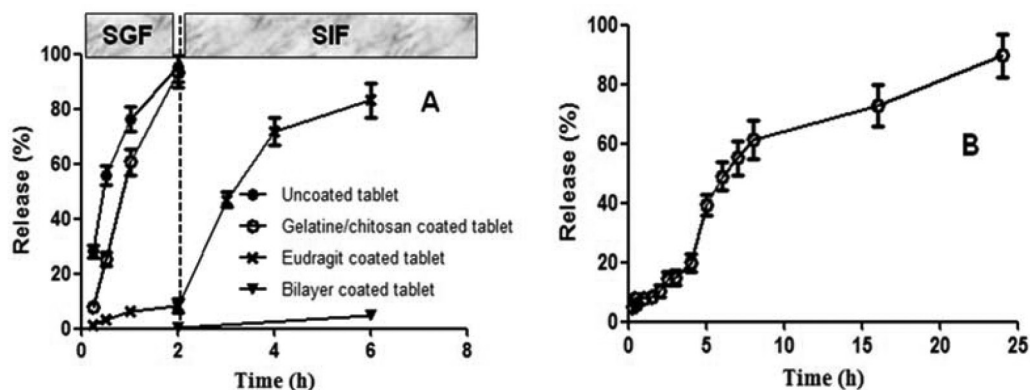 SGF SIF
100
80
60
40
20
0
Release (%)
A
Uncoated tablet
Gelatine/chitosan coated tablet
Eudragit coated tablet
Bilayer coated tablet
0 2 4 6 8
Time (h)
100
80
60
40
20
0
Release (%)
B
0 5 10 15 20 25
Time (h)